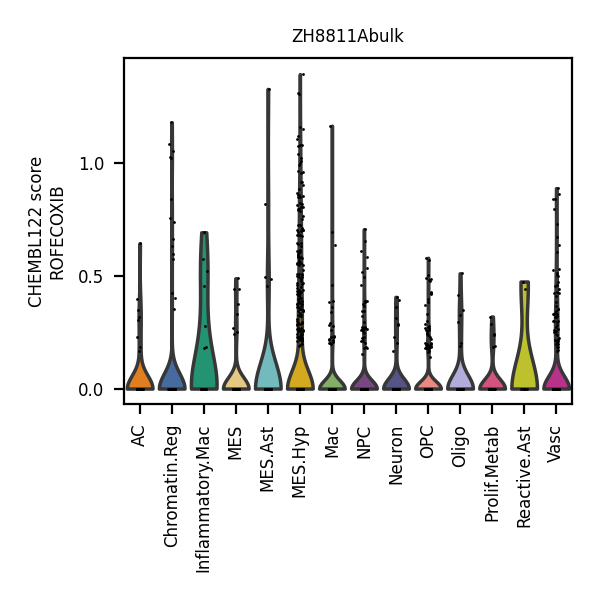 ZH8811Abulk
CHEMBL122 score
ROFECOXIB
1.0
0.5
0.0
AC
Chromatin.Reg
Inflammatory.Mac
MES
MES.Ast
MES.Hyp
Mac
NPC
Neuron
OPC
Oligo
Prolif.Metab
Reactive.Ast
Vasc